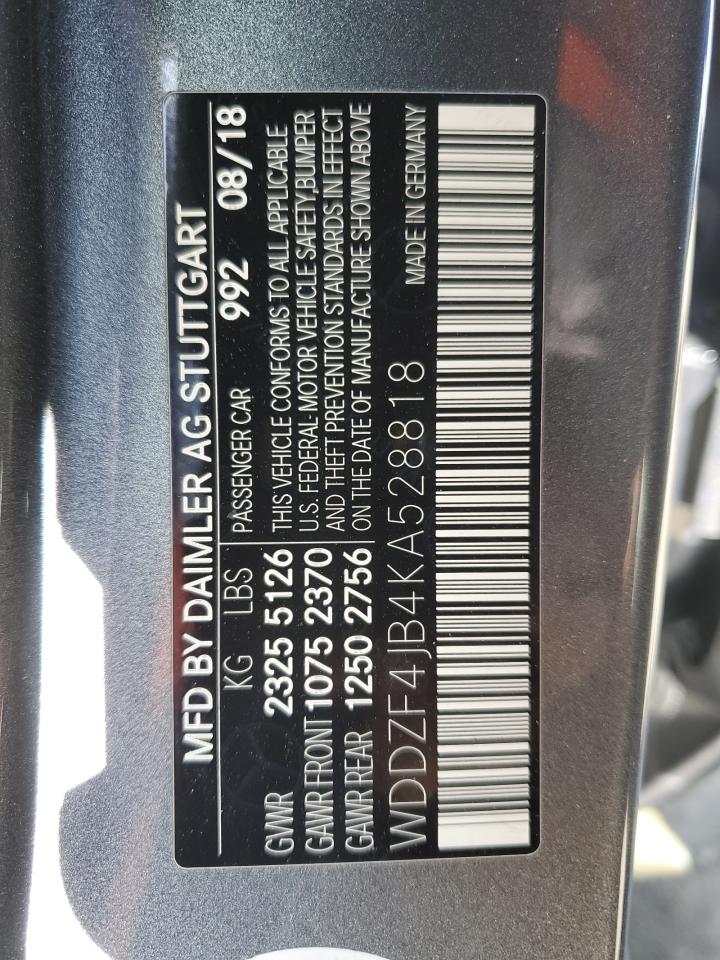 MFD BY DAIMLER AG STUTTGART
KG LBS PASSENGER CAR 992 08/18
GVWR 2325 5126 THIS VEHICLE CONFORMS TO ALL APPLICABLE
GAWR FRONT 1075 2370 U.S. FEDERAL-MOTOR VEHICLE SAFETY,BUMPER
AND THEFT PREVENTION STANDARDS IN EFFECT
GAWR REAR 1250 2756 ON THE DATE OF MANUFACTURE SHOWN ABOVE
WDDZF4JB4KA528818 MADE IN GERMANY